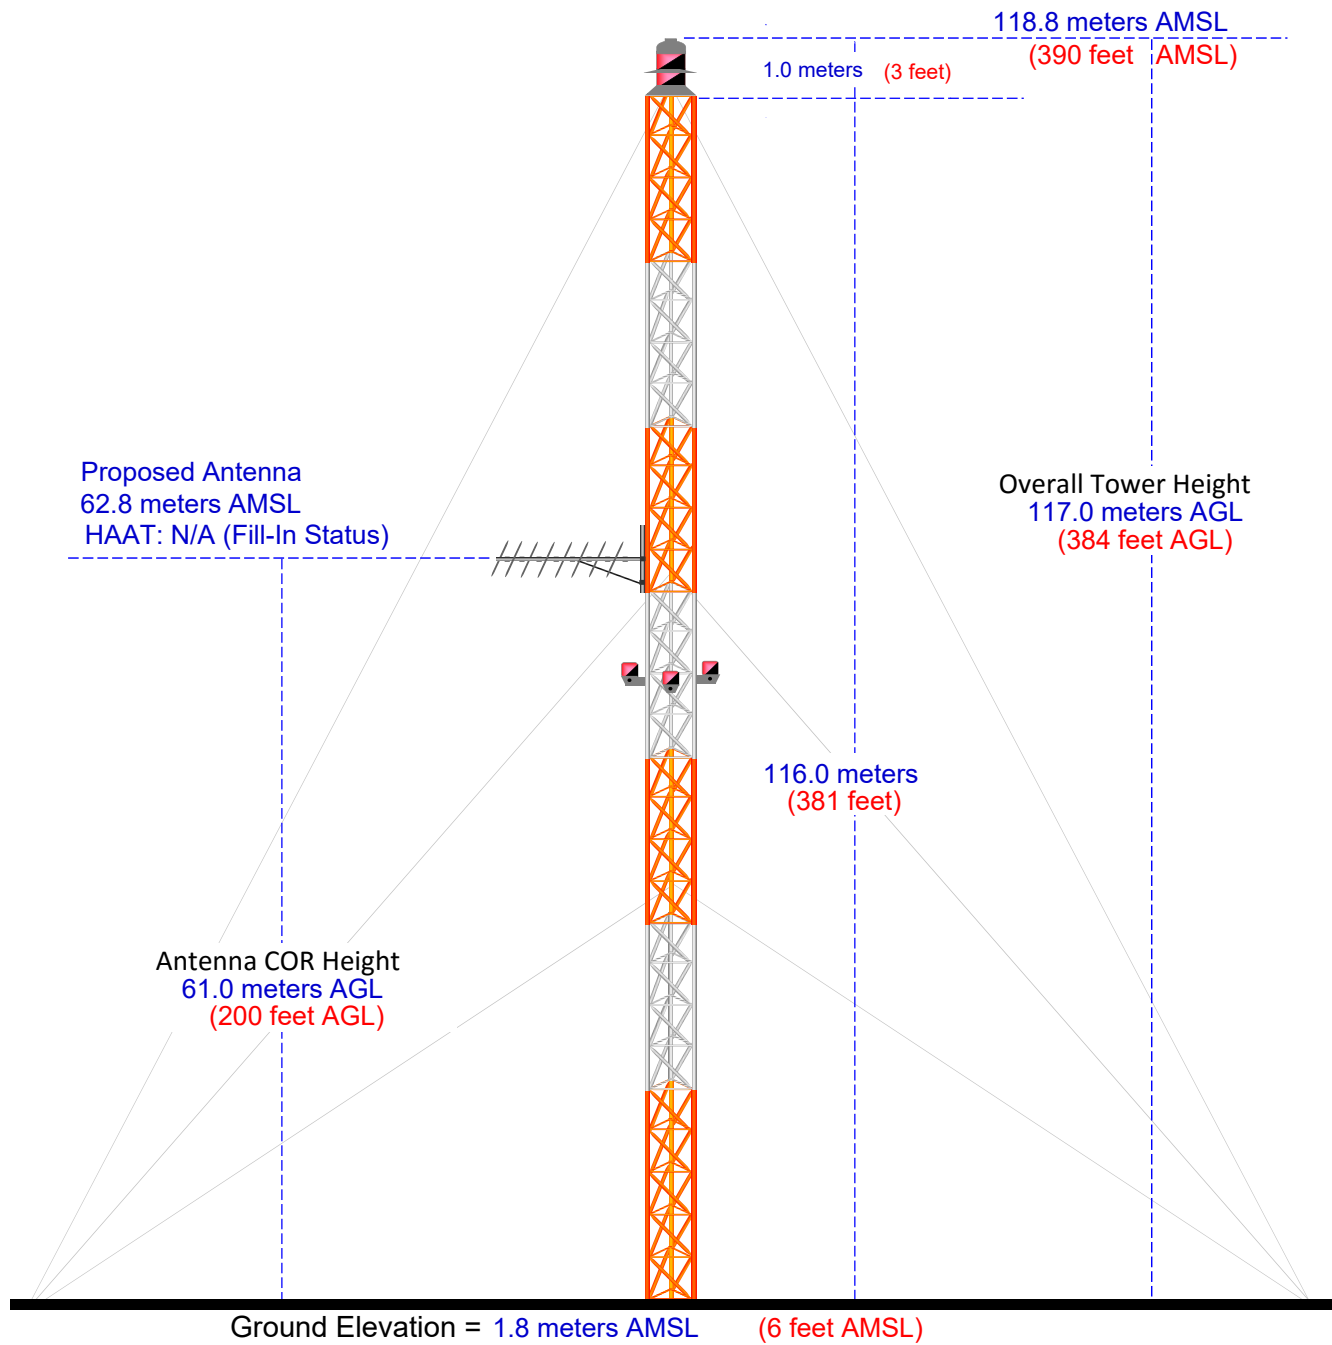 118.8 meters AMSL
(390 feet AMSL)
1.0 meters (3 feet)
Proposed Antenna
62.8 meters AMSL
HAAT: N/A (Fill-In Status)
Overall Tower Height
117.0 meters AGL
(384 feet AGL)
116.0 meters
(381 feet)
Antenna COR Height
61.0 meters AGL
(200 feet AGL)
Ground Elevation = 1.8 meters AMSL (6 feet AMSL)